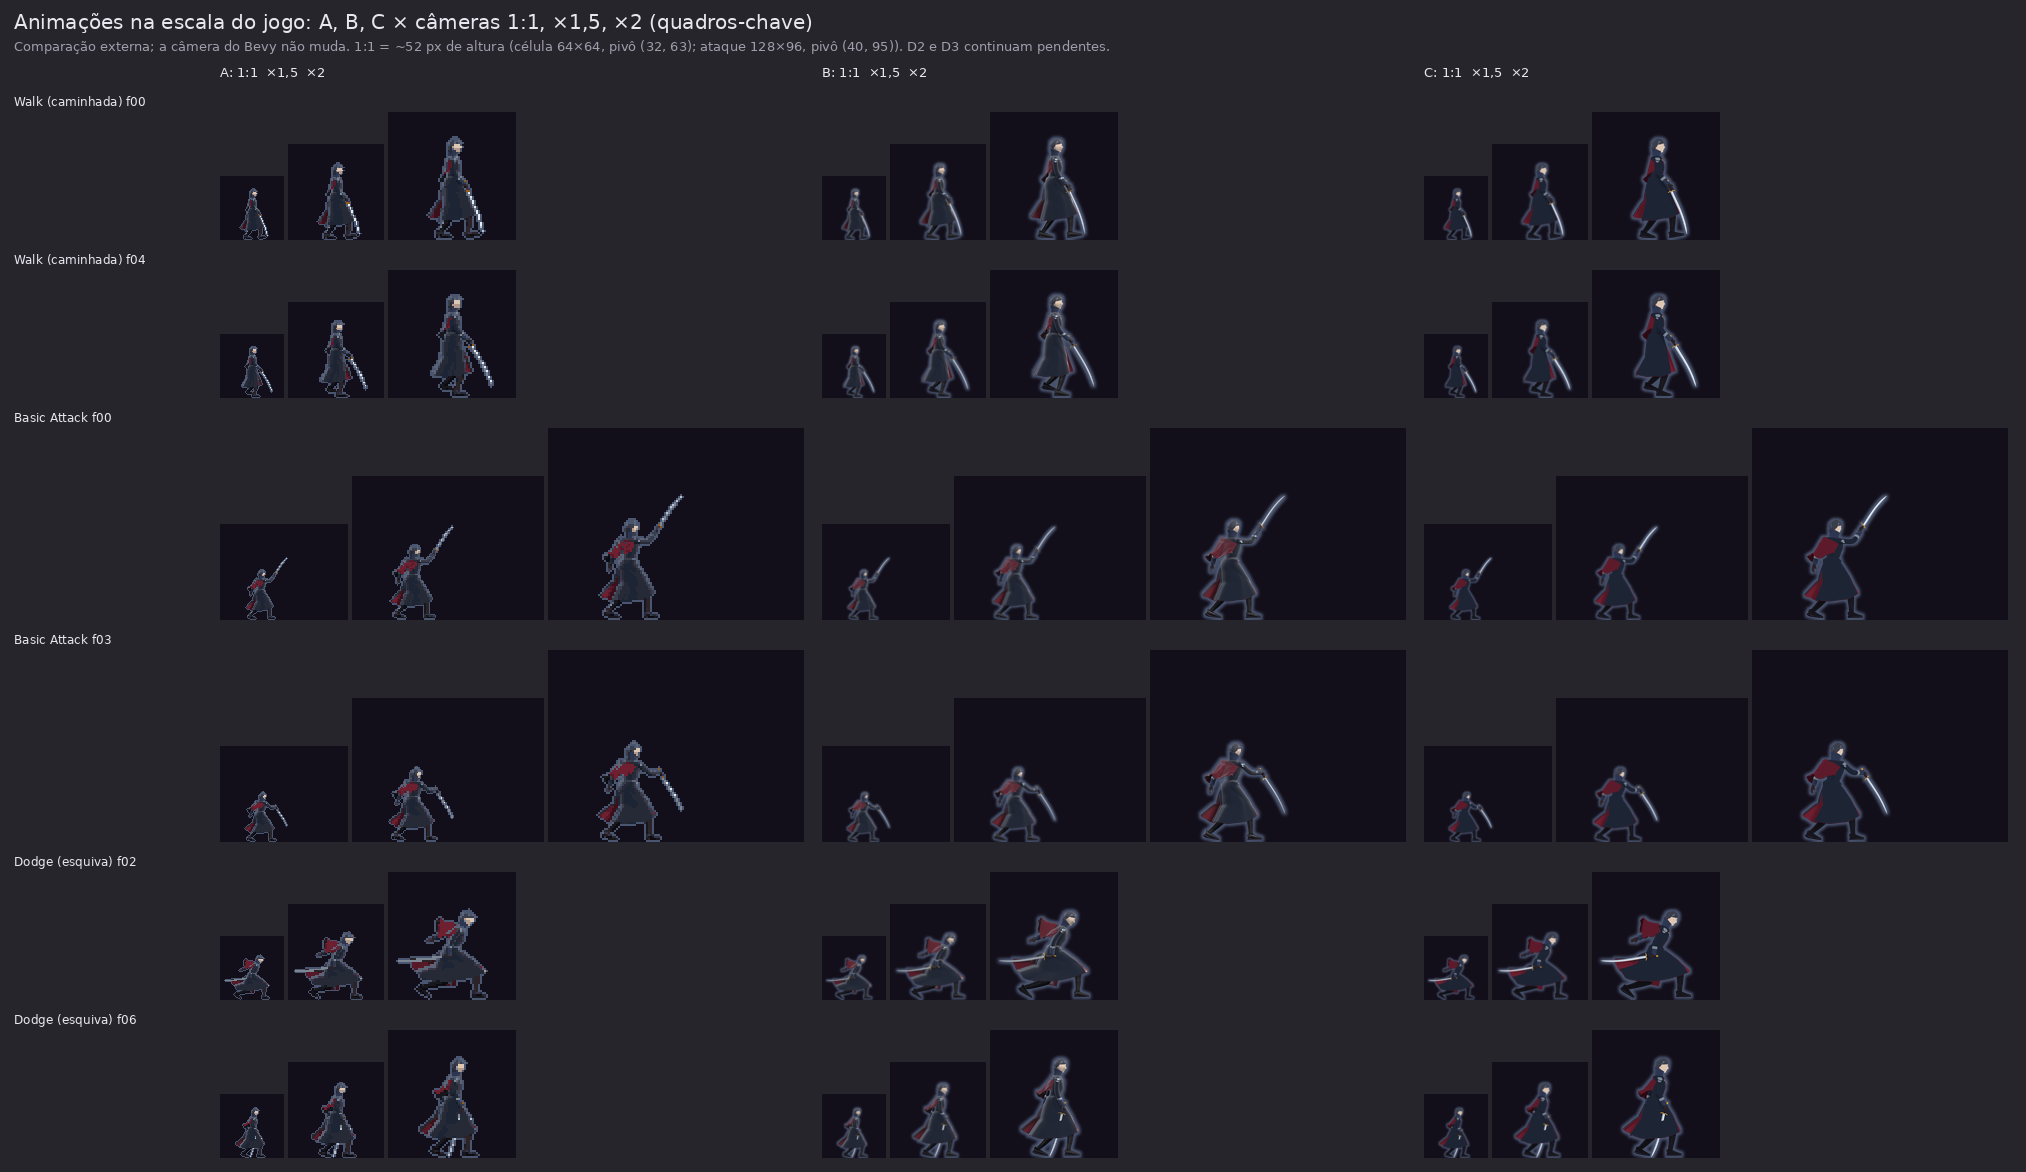 Animações na escala do jogo: A, B, C × câmeras 1:1, ×1,5, ×2 (quadros-chave)
Comparação externa; a câmera do Bevy não muda. 1:1 = ~52 px de altura (célula 64×64, pivô (32, 63); ataque 128×96, pivô (40, 95)). D2 e D3 continuam pendentes.
A: 1:1 ×1,5 ×2
B: 1:1 ×1,5 ×2
C: 1:1 ×1,5 ×2
Walk (caminhada) f00
Walk (caminhada) f04
Basic Attack f00
Basic Attack f03
Dodge (esquiva) f02
Dodge (esquiva) f06